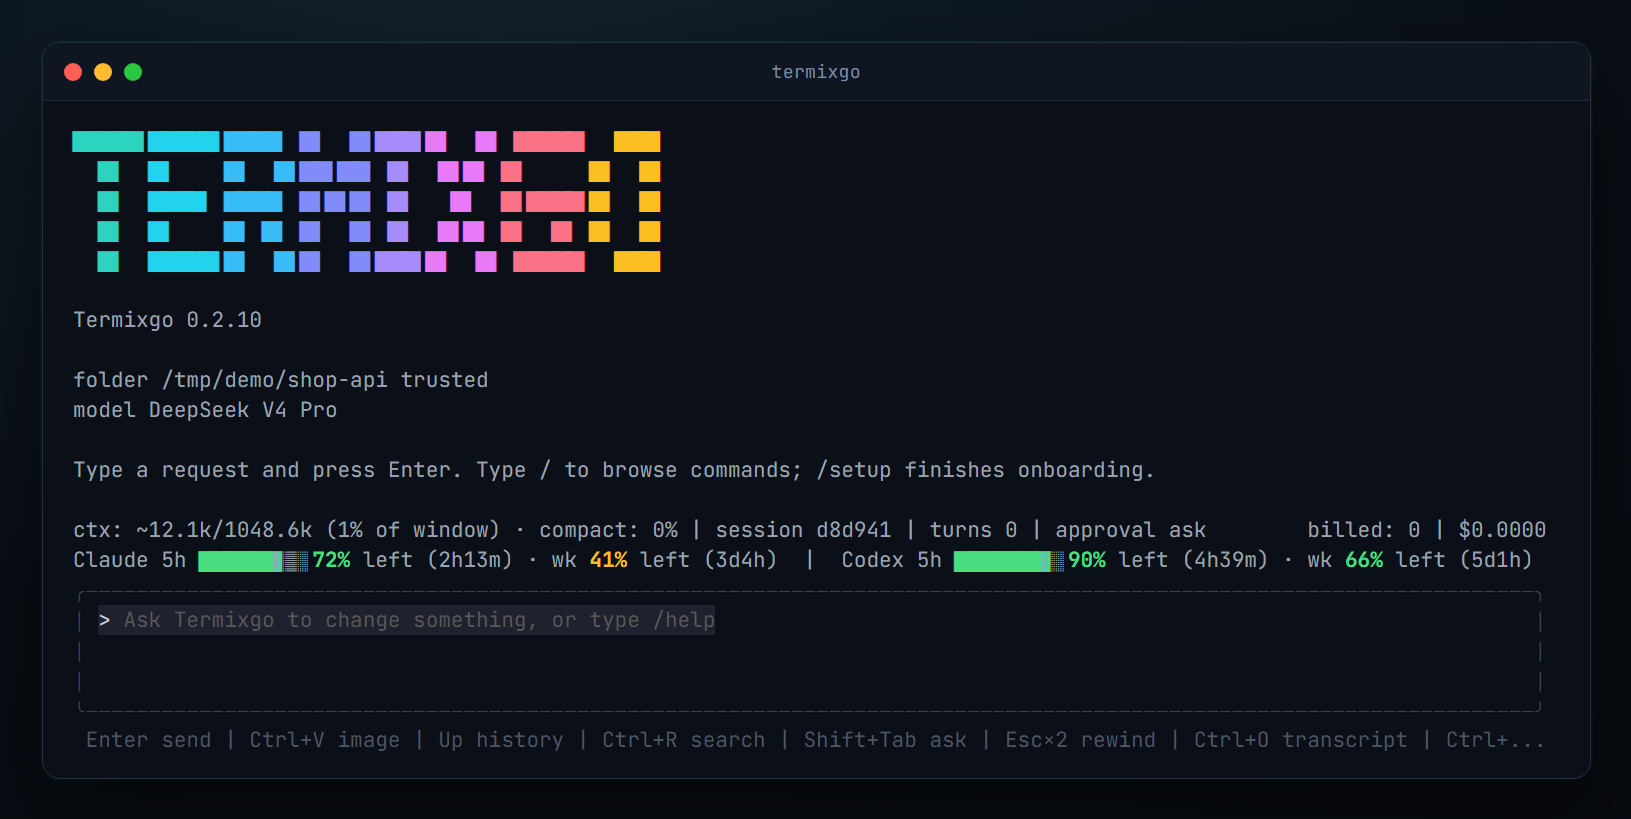 termixgo
TERMIXGO
Termixgo 0.2.10
folder /tmp/demo/shop-api trusted
model DeepSeek V4 Pro
Type a request and press Enter. Type / to browse commands; /setup finishes onboarding.
ctx: ~12.1k/1048.6k (1% of window) · compact: 0% | session d8d941 | turns 0 | approval ask billed: 0 | $0.0000
Claude 5h 72% left (2h13m) · wk 41% left (3d4h) | Codex 5h 90% left (4h39m) · wk 66% left (5d1h)
> Ask Termixgo to change something, or type /help
Enter send | Ctrl+V image | Up history | Ctrl+R search | Shift+Tab ask | Esc×2 rewind | Ctrl+O transcript | Ctrl+...